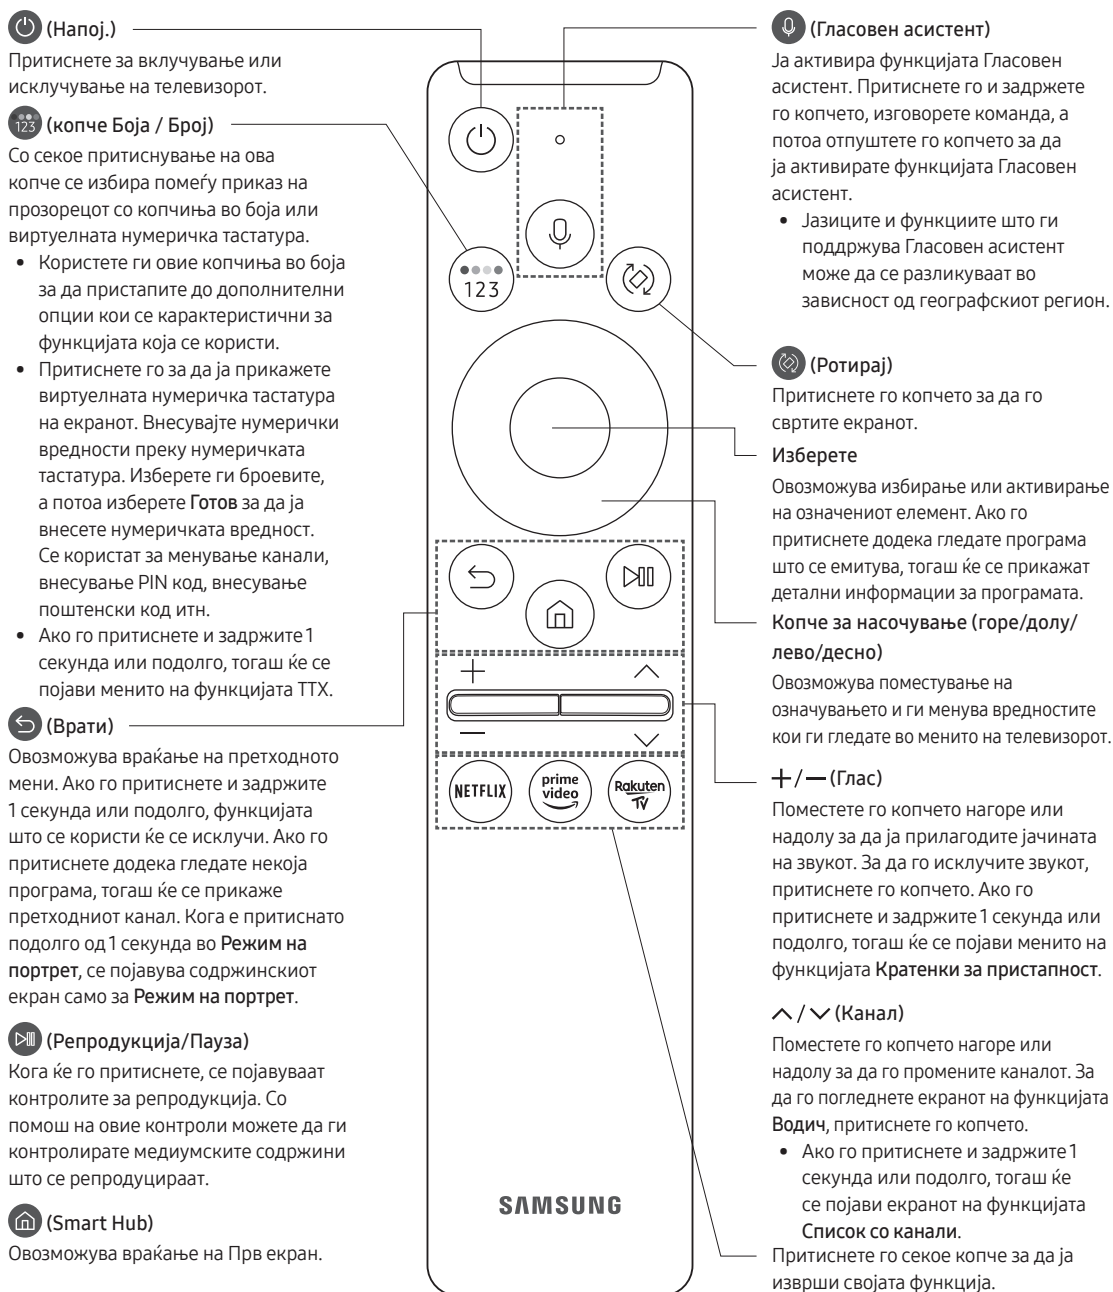 (Напој.)
Притиснете за вклучување или
исклучување на телевизорот.
123 (копче Боја / Број)
Со секое притиснување на ова
копче се избира помеѓу приказ на
прозорецот со копчиња во боја или
виртуелната нумеричка тастатура.
• Користете ги овие копчиња во боја
за да пристапите до дополнителни
опции кои се карактеристични за
функцијата која се користи.
• Притиснете го за да ја прикажете
виртуелната нумеричка тастатура
на екранот. Внесувајте нумерички
вредности преку нумеричката
тастатура. Изберете ги броевите,
а потоа изберете Готов за да ја
внесете нумеричката вредност.
Се користат за менување канали,
внесување PIN код, внесување
поштенски код итн.
• Ако го притиснете и задржите 1
секунда или подолго, тогаш ќе се
појави менито на функцијата TTX.
(Врати)
Овозможува враќање на претходното
мени. Ако го притиснете и задржите
1 секунда или подолго, функцијата
што се користи ќе се исклучи. Ако го
притиснете додека гледате некоја
програма, тогаш ќе се прикаже
претходниот канал. Кога е притиснато
подолго од 1 секунда во Режим на
портрет, се појавува содржинскиот
екран само за Режим на портрет.
(Репродукција/Пауза)
Кога ќе го притиснете, се појавуваат
контролите за репродукција. Со
помош на овие контроли можете да ги
контролирате медиумските содржини
што се репродуцираат.
(Smart Hub)
Овозможува враќање на Прв екран.
123
NETFLIX
prime
video
Rakuten
TV
SAMSUNG
(Гласовен асистент)
Ја активира функцијата Гласовен
асистент. Притиснете го и задржете
го копчето, изговорете команда, а
потоа отпуштете го копчето за да
ја активирате функцијата Гласовен
асистент.
• Јазиците и функциите што ги
поддржува Гласовен асистент
може да се разликуваат во
зависност од географскиот регион.
(Ротирај)
Притиснете го копчето за да го
свртите екранот.
Изберете
Овозможува избирање или активирање
на означениот елемент. Ако го
притиснете додека гледате програма
што се емитува, тогаш ќе се прикажат
детални информации за програмата.
Копче за насочување (горе/долу/
лево/десно)
Овозможува поместување на
означувањето и ги менува вредностите
кои ги гледате во менито на телевизорот.
+/− (Глас)
Поместете го копчето нагоре или
надолу за да ја прилагодите јачината
на звукот. За да го исклучите звукот,
притиснете го копчето. Ако го
притиснете и задржите 1 секунда или
подолго, тогаш ќе се појави менито на
функцијата Кратенки за пристапност.
/ (Канал)
Поместете го копчето нагоре или
надолу за да го промените каналот. За
да го погледнете екранот на функцијата
Водич, притиснете го копчето.
• Ако го притиснете и задржите 1
секунда или подолго, тогаш ќе
се појави екранот на функцијата
Список со канали.
Притиснете го секое копче за да ја
изврши својата функција.